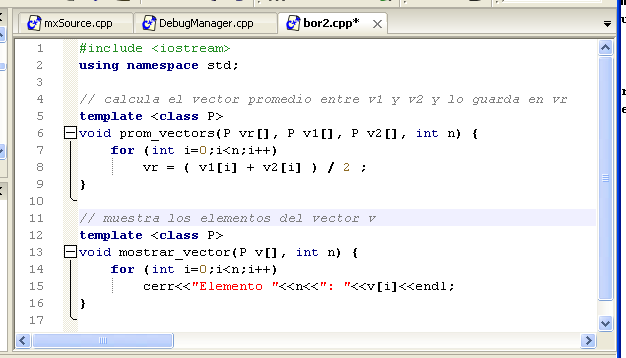 mxSource.cpp DebugManager.cpp bor2.cpp*
1 #include <iostream>
2 using namespace std;
3
4 // calcula el vector promedio entre v1 y v2 y lo guarda en vr
5 template <class P>
6 void prom_vectors(P vr[], P v1[], P v2[], int n) {
7 for (int i=0;i<n;i++)
8 vr = ( v1[i] + v2[i] ) / 2 ;
9 }
10
11 // muestra los elementos del vector v
12 template <class P>
13 void mostrar_vector(P v[], int n) {
14 for (int i=0;i<n;i++)
15 cerr<<"Elemento "<<n<<": "<<v[i]<<endl;
16 }
17